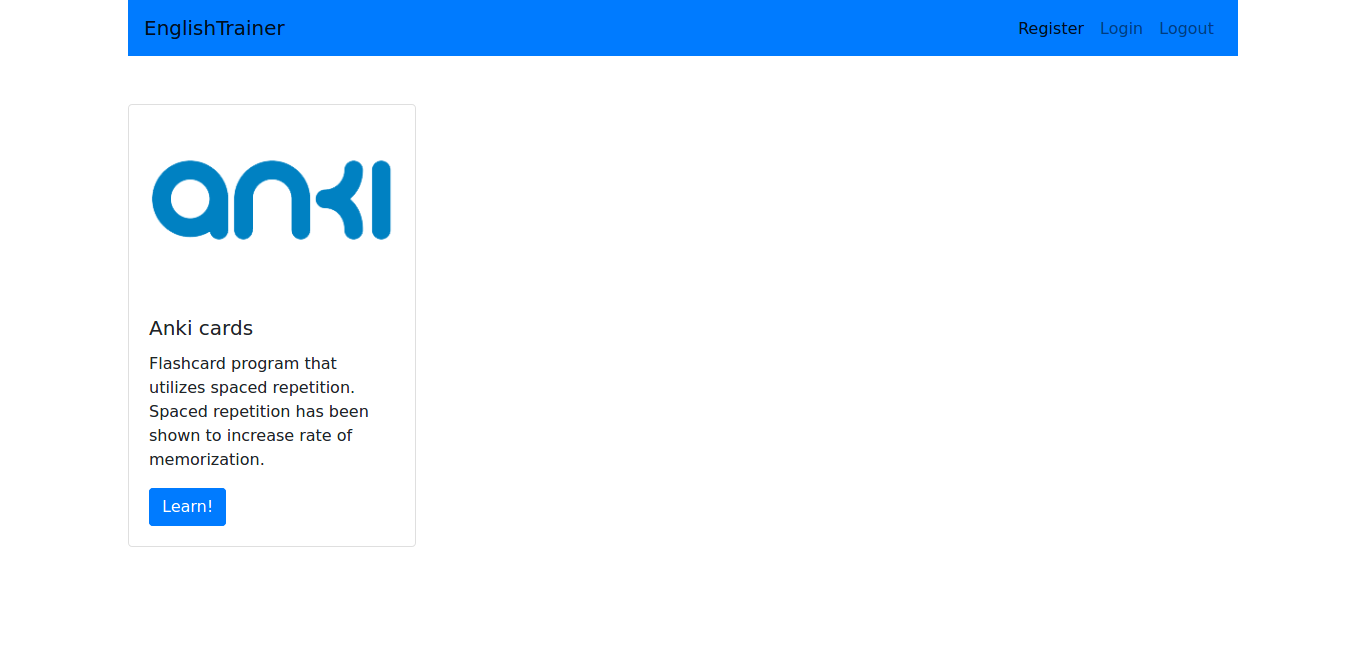 EnglishTrainer
Register Login Logout
anki
Anki cards
Flashcard program that
utilizes spaced repetition.
Spaced repetition has been
shown to increase rate of
memorization.
Learn!